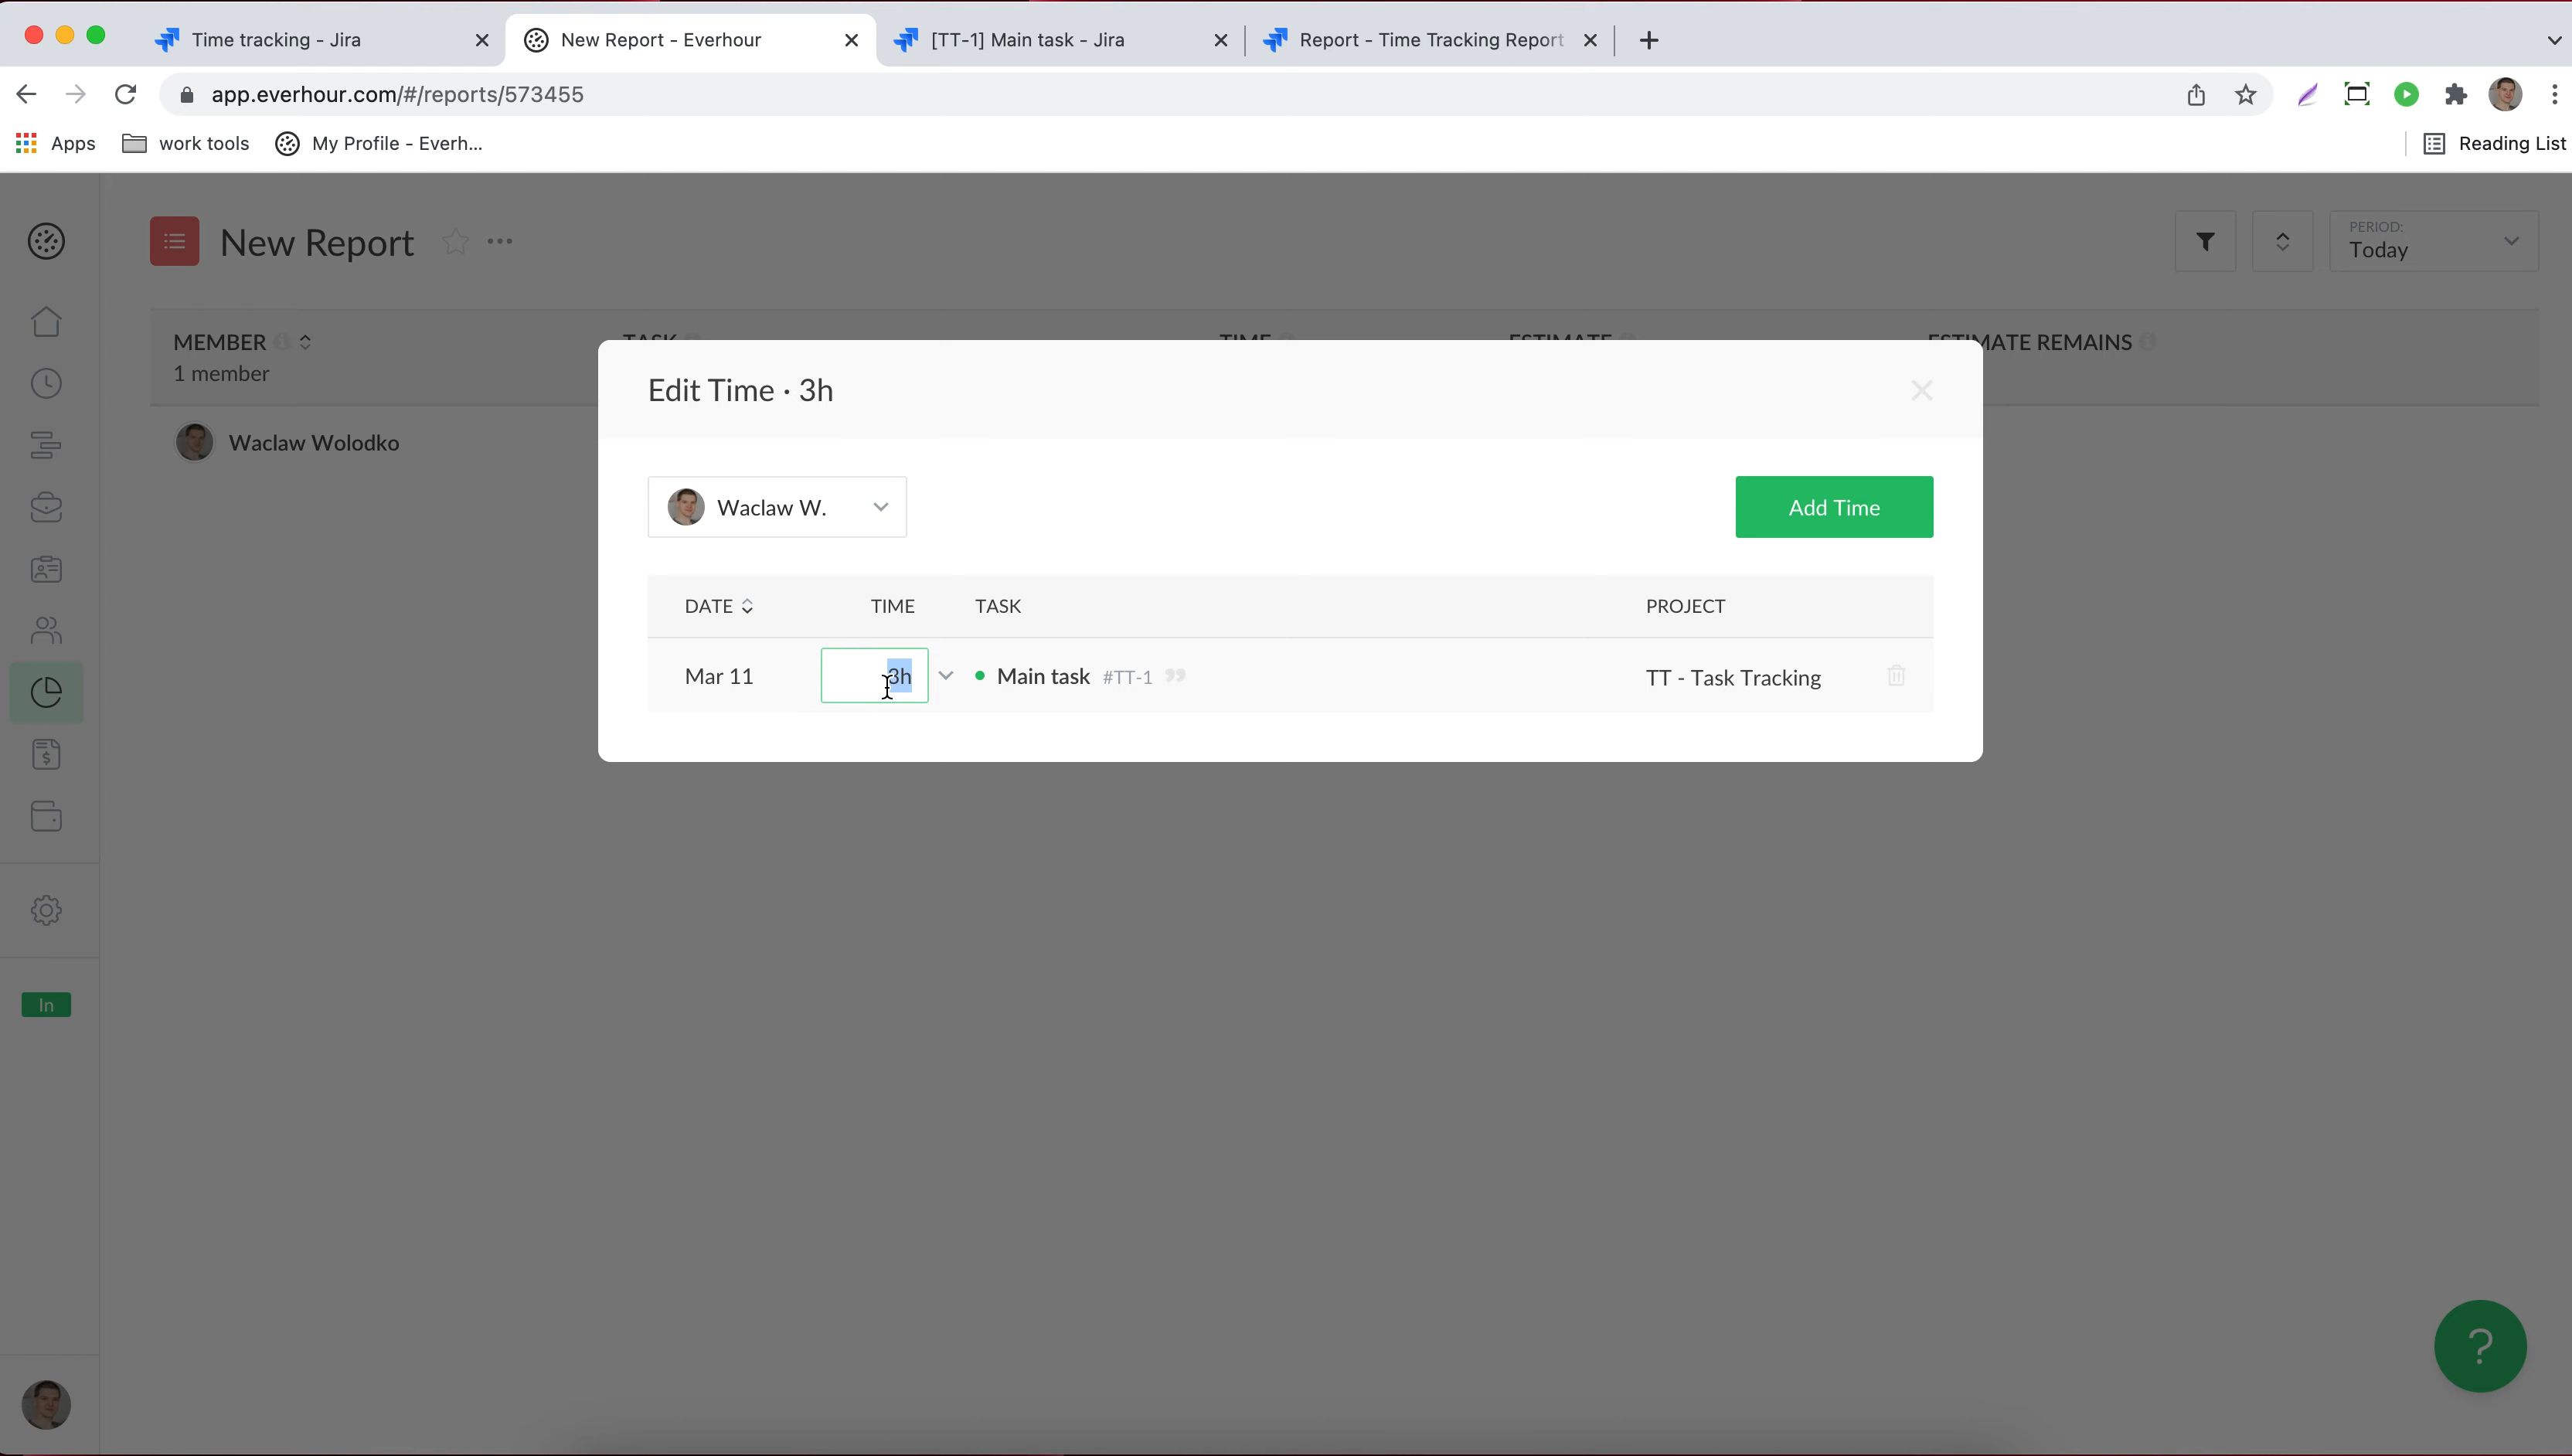 Time tracking - Jira
New Report - Everhour
[TT-1] Main task - Jira
Report - Time Tracking Report
app.everhour.com/#/reports/573455
Apps
work tools
My Profile - Everh...
Reading List
New Report
PERIOD:
Today
MEMBER
TASK
TIME
ESTIMATE
ESTIMATE REMAINS
1 member
Waclaw Wolodko
Edit Time · 3h
Waclaw W.
Add Time
DATE
TIME
TASK
PROJECT
Mar 11
3h
Main task #TT-1
TT - Task Tracking
In
?